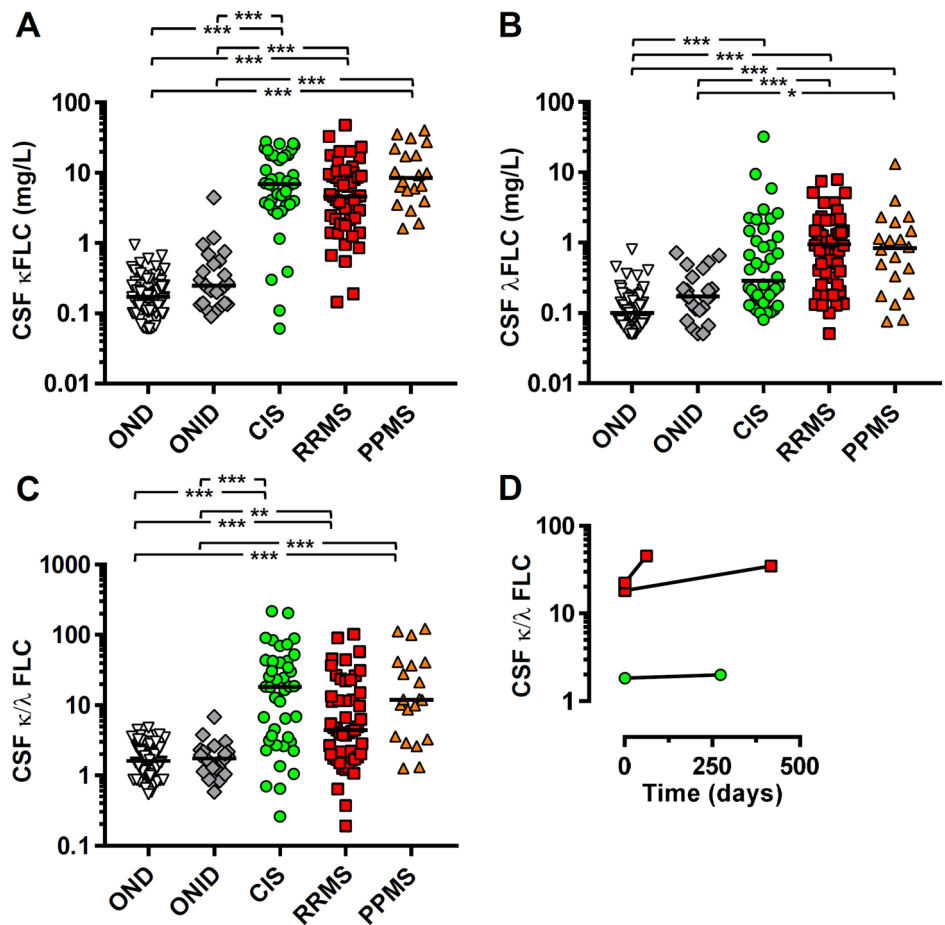 A
***
***
***
***
***
***
CSF κFLC (mg/L)
100
10
1
0.1
0.01
OND
ONID
CIS
RRMS
PPMS
B
***
***
***
***
*
CSF λFLC (mg/L)
100
10
1
0.1
0.01
OND
ONID
CIS
RRMS
PPMS
C
***
***
**
***
***
***
CSF κ/λ FLC
1000
100
10
1
0.1
OND
ONID
CIS
RRMS
PPMS
D
CSF κ/λ FLC
100
10
1
0
250
500
Time (days)